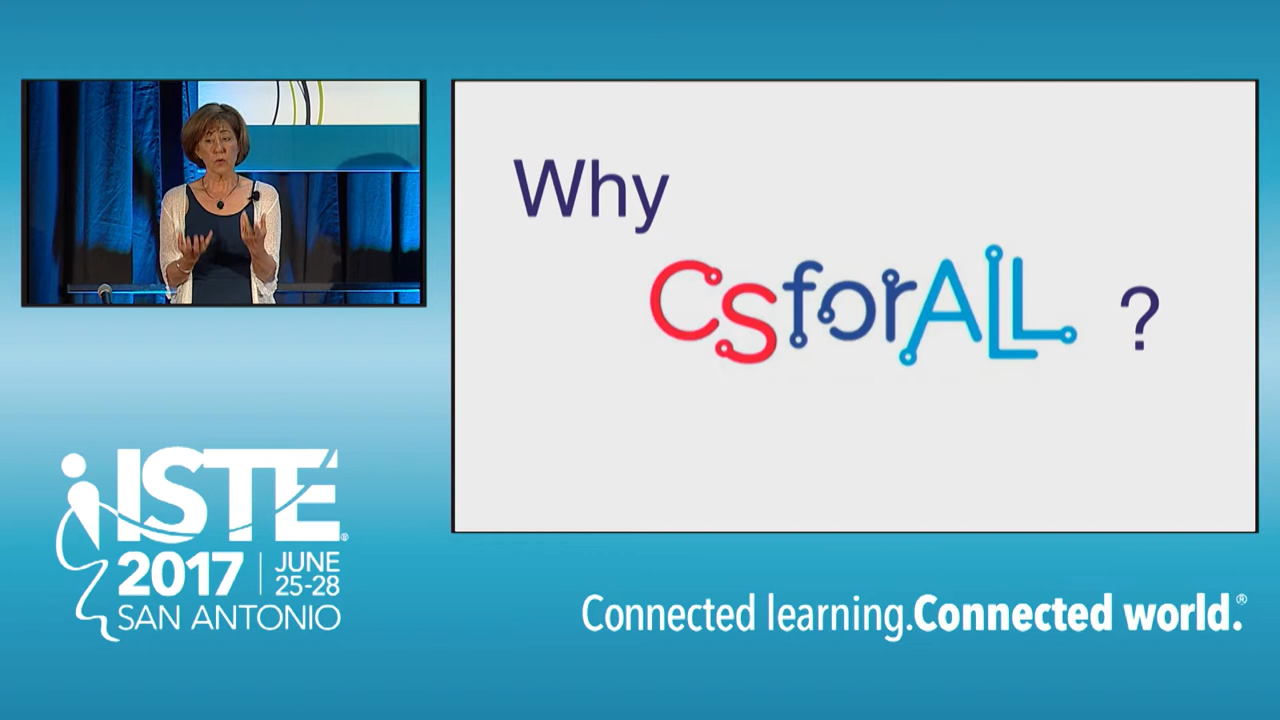 Why
CSforALL ?
ISTE®
2017 | JUNE
25-28
SAN ANTONIO
Connected learning.Connected world.®